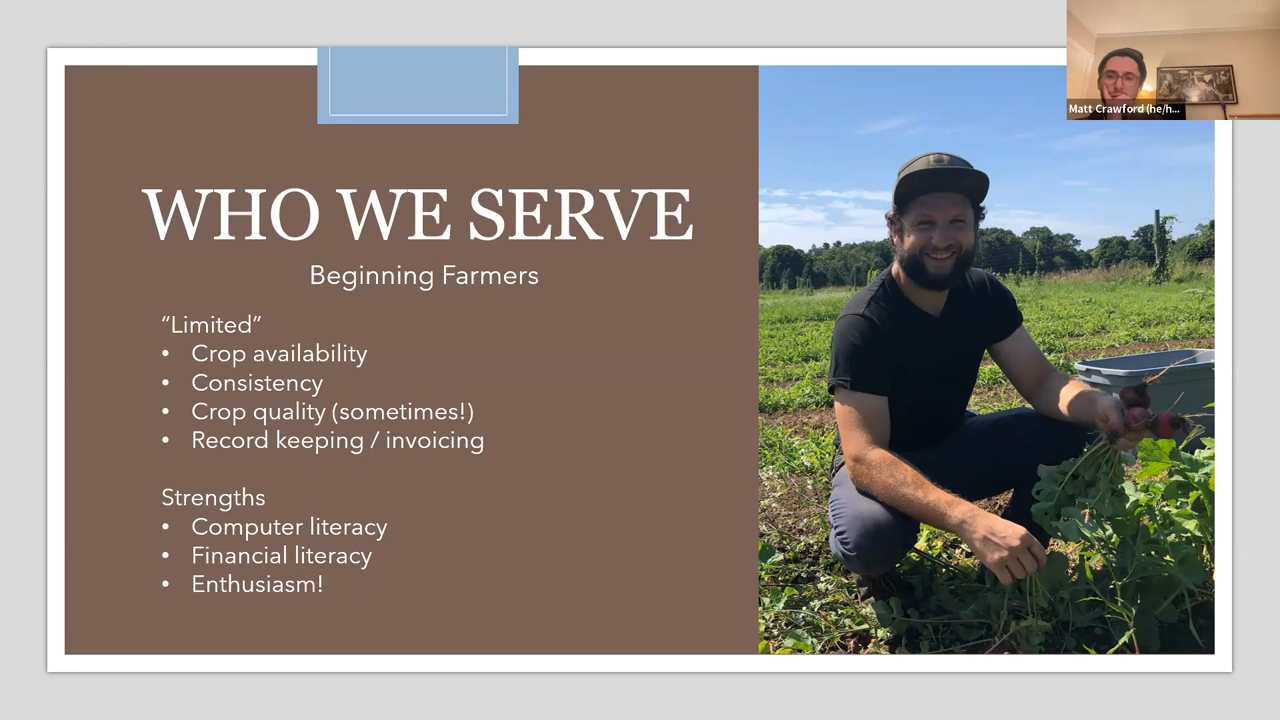 WHO WE SERVE
Beginning Farmers
“Limited”
• Crop availability
• Consistency
• Crop quality (sometimes!)
• Record keeping / invoicing
Strengths
• Computer literacy
• Financial literacy
• Enthusiasm!
Matt Crawford (he/h...